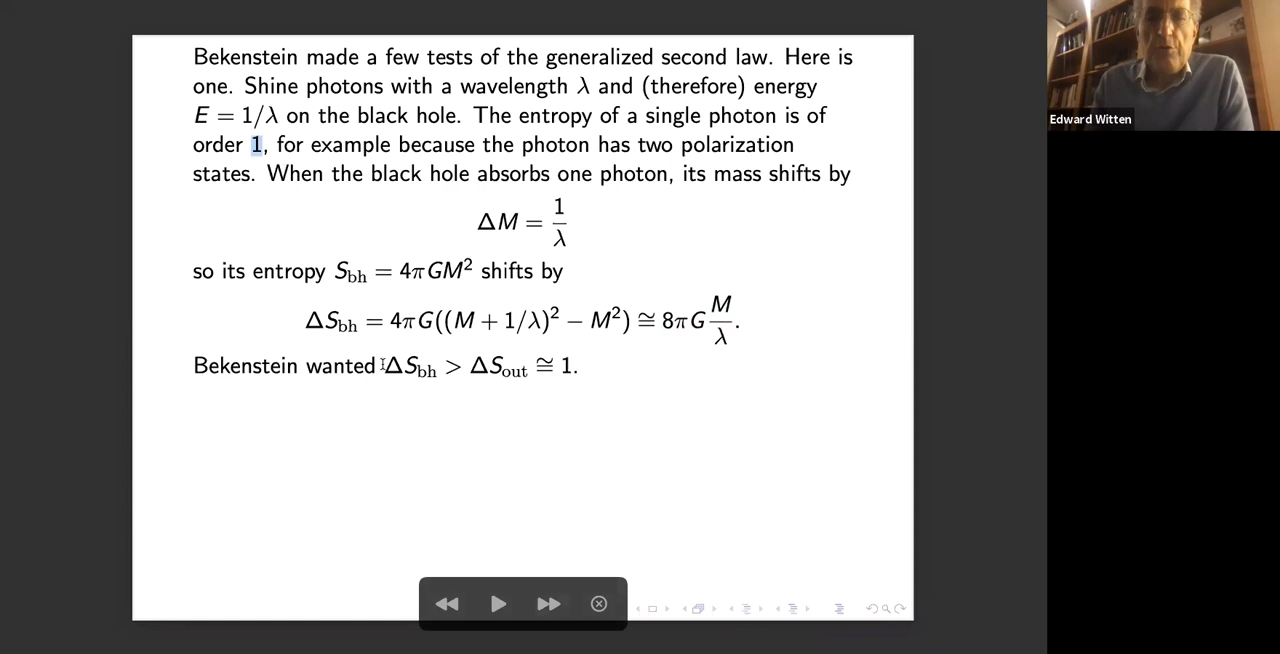 Bekenstein made a few tests of the generalized second law. Here is
one. Shine photons with a wavelength λ and (therefore) energy
E = 1/λ on the black hole. The entropy of a single photon is of
order 1, for example because the photon has two polarization
states. When the black hole absorbs one photon, its mass shifts by
ΔM = 1/λ
so its entropy S_bh = 4πGM² shifts by
ΔS_bh = 4πG((M + 1/λ)² − M²) ≅ 8πG M/λ.
Bekenstein wanted ΔS_bh > ΔS_out ≅ 1.
Edward Witten